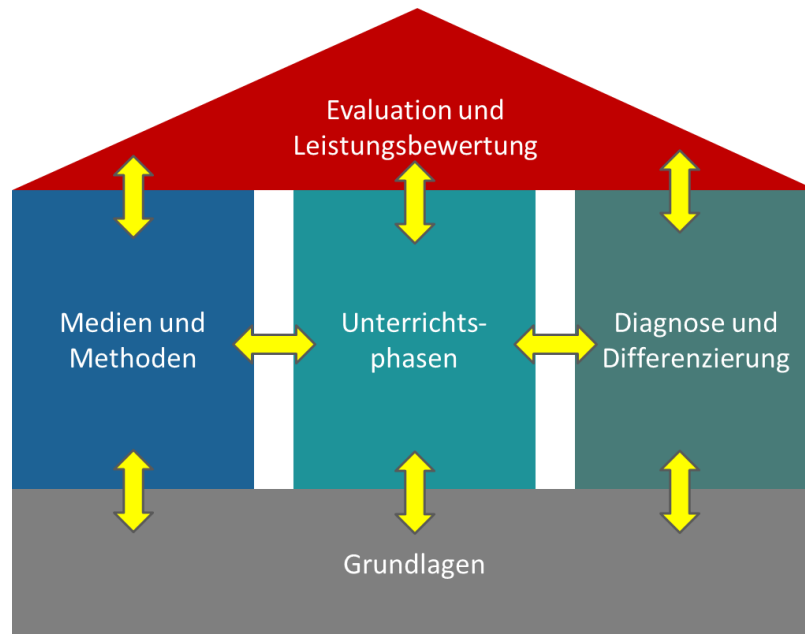 Evaluation und
Leistungsbewertung
Medien und
Methoden
Unterrichts-
phasen
Diagnose und
Differenzierung
Grundlagen